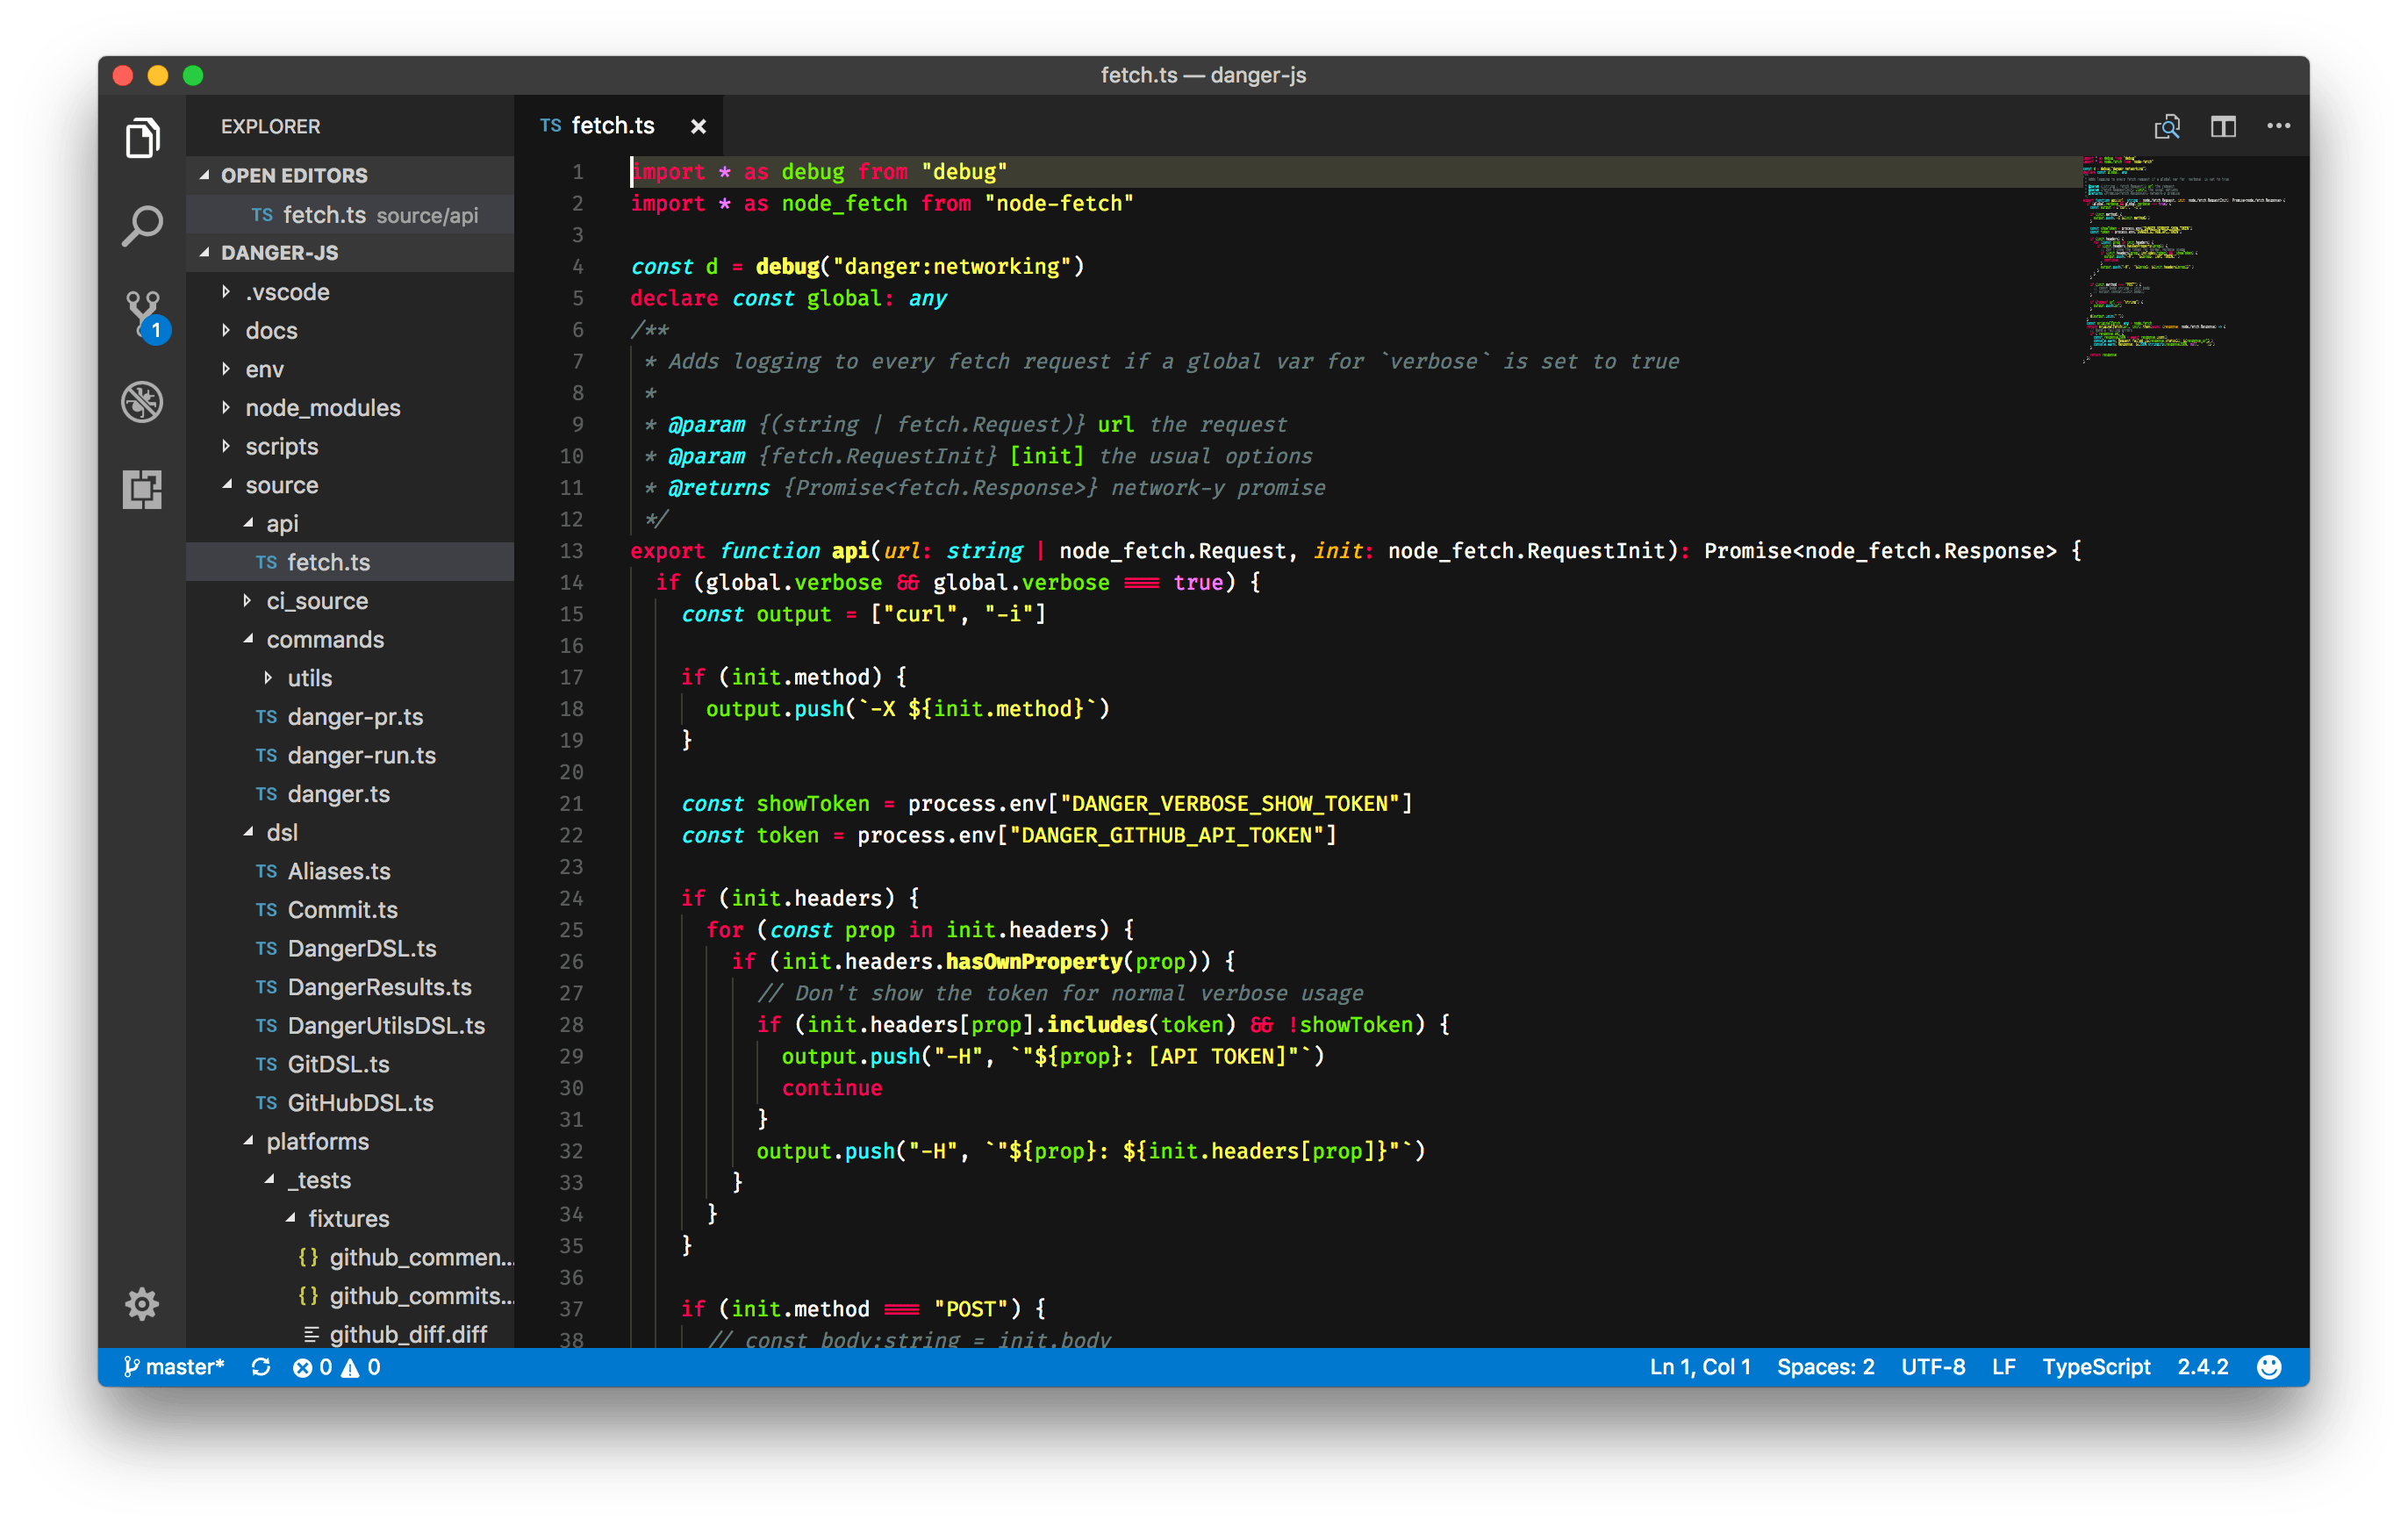 fetch.ts — danger-js
EXPLORER
OPEN EDITORS
TS fetch.ts source/api
DANGER-JS
.vscode
docs
env
node_modules
scripts
source
api
TS fetch.ts
ci_source
commands
utils
TS danger-pr.ts
TS danger-run.ts
TS danger.ts
dsl
TS Aliases.ts
TS Commit.ts
TS DangerDSL.ts
TS DangerResults.ts
TS DangerUtilsDSL.ts
TS GitDSL.ts
TS GitHubDSL.ts
platforms
_tests
fixtures
{} github_commen...
{} github_commits...
github_diff.diff
1
TS fetch.ts ×
1 import * as debug from "debug"
2 import * as node_fetch from "node-fetch"
3
4 const d = debug("danger:networking")
5 declare const global: any
6 /**
7 * Adds logging to every fetch request if a global var for `verbose` is set to true
8 *
9 * @param {(string | fetch.Request)} url the request
10 * @param {fetch.RequestInit} [init] the usual options
11 * @returns {Promise<fetch.Response>} network-y promise
12 */
13 export function api(url: string | node_fetch.Request, init: node_fetch.RequestInit): Promise<node_fetch.Response> {
14 if (global.verbose && global.verbose === true) {
15 const output = ["curl", "-i"]
16
17 if (init.method) {
18 output.push(`-X ${init.method}`)
19 }
20
21 const showToken = process.env["DANGER_VERBOSE_SHOW_TOKEN"]
22 const token = process.env["DANGER_GITHUB_API_TOKEN"]
23
24 if (init.headers) {
25 for (const prop in init.headers) {
26 if (init.headers.hasOwnProperty(prop)) {
27 // Don't show the token for normal verbose usage
28 if (init.headers[prop].includes(token) && !showToken) {
29 output.push("-H", `"${prop}: [API TOKEN]"`)
30 continue
31 }
32 output.push("-H", `"${prop}: ${init.headers[prop]}"`)
33 }
34 }
35 }
36
37 if (init.method === "POST") {
38 // const body:string = init.body
master* 0 0
Ln 1, Col 1 Spaces: 2 UTF-8 LF TypeScript 2.4.2